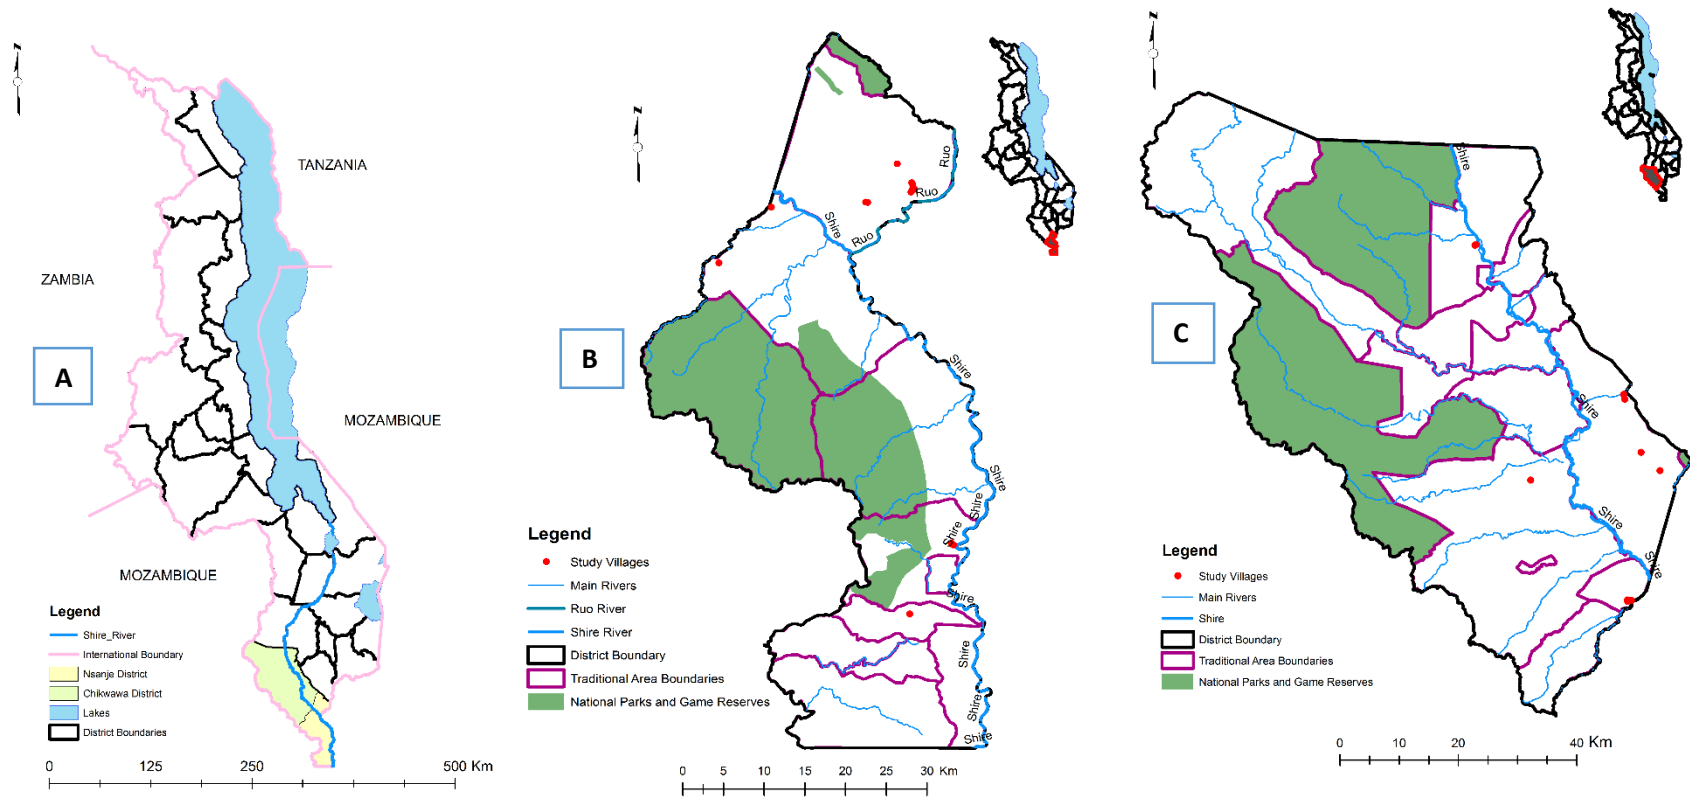 N
TANZANIA
ZAMBIA
A
MOZAMBIQUE
MOZAMBIQUE
Legend
Shire_River
International Boundary
Nsanje District
Chikwawa District
Lakes
District Boundaries
0 125 250 500 Km
N
B
Ruo
Ruo
Ruo
Shire
Shire
Shire
Shire
Shire
Shire
Shire
Shire
Shire
Legend
Study Villages
Main Rivers
Ruo River
Shire River
District Boundary
Traditional Area Boundaries
National Parks and Game Reserves
0 5 10 15 20 25 30 Km
N
C
Shire
Shire
Shire
Shire
Legend
Study Villages
Main Rivers
Shire
District Boundary
Traditional Area Boundaries
National Parks and Game Reserves
0 10 20 40 Km